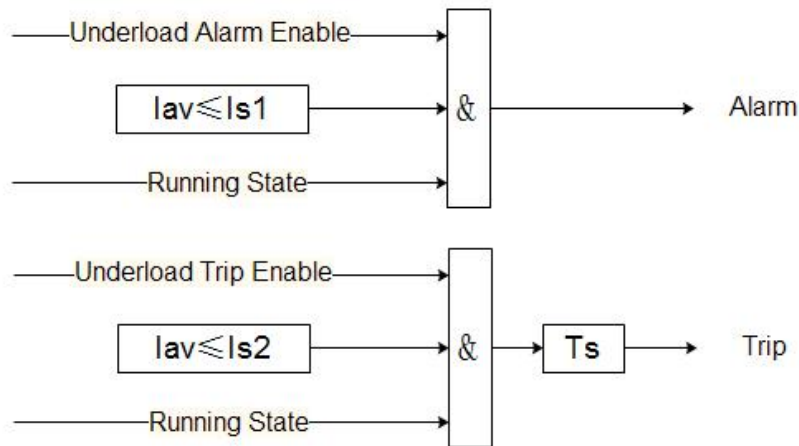 Underload Alarm Enable
Iav≤Is1
&
Alarm
Running State
Underload Trip Enable
Iav≤Is2
&
Ts
Trip
Running State